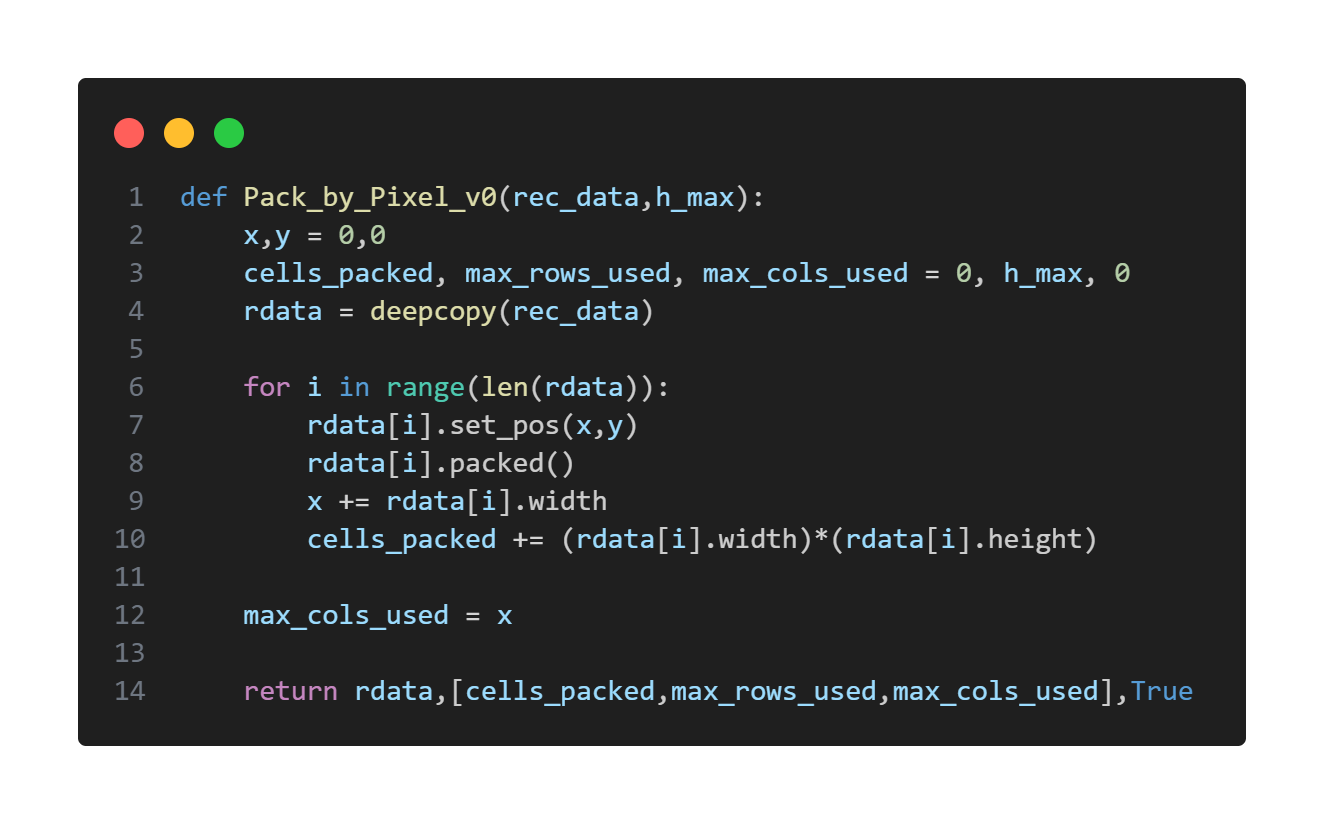 1 def Pack_by_Pixel_v0(rec_data,h_max):
2     x,y = 0,0
3     cells_packed, max_rows_used, max_cols_used = 0, h_max, 0
4     rdata = deepcopy(rec_data)
5
6     for i in range(len(rdata)):
7         rdata[i].set_pos(x,y)
8         rdata[i].packed()
9         x += rdata[i].width
10         cells_packed += (rdata[i].width)*(rdata[i].height)
11
12     max_cols_used = x
13
14     return rdata,[cells_packed,max_rows_used,max_cols_used],True